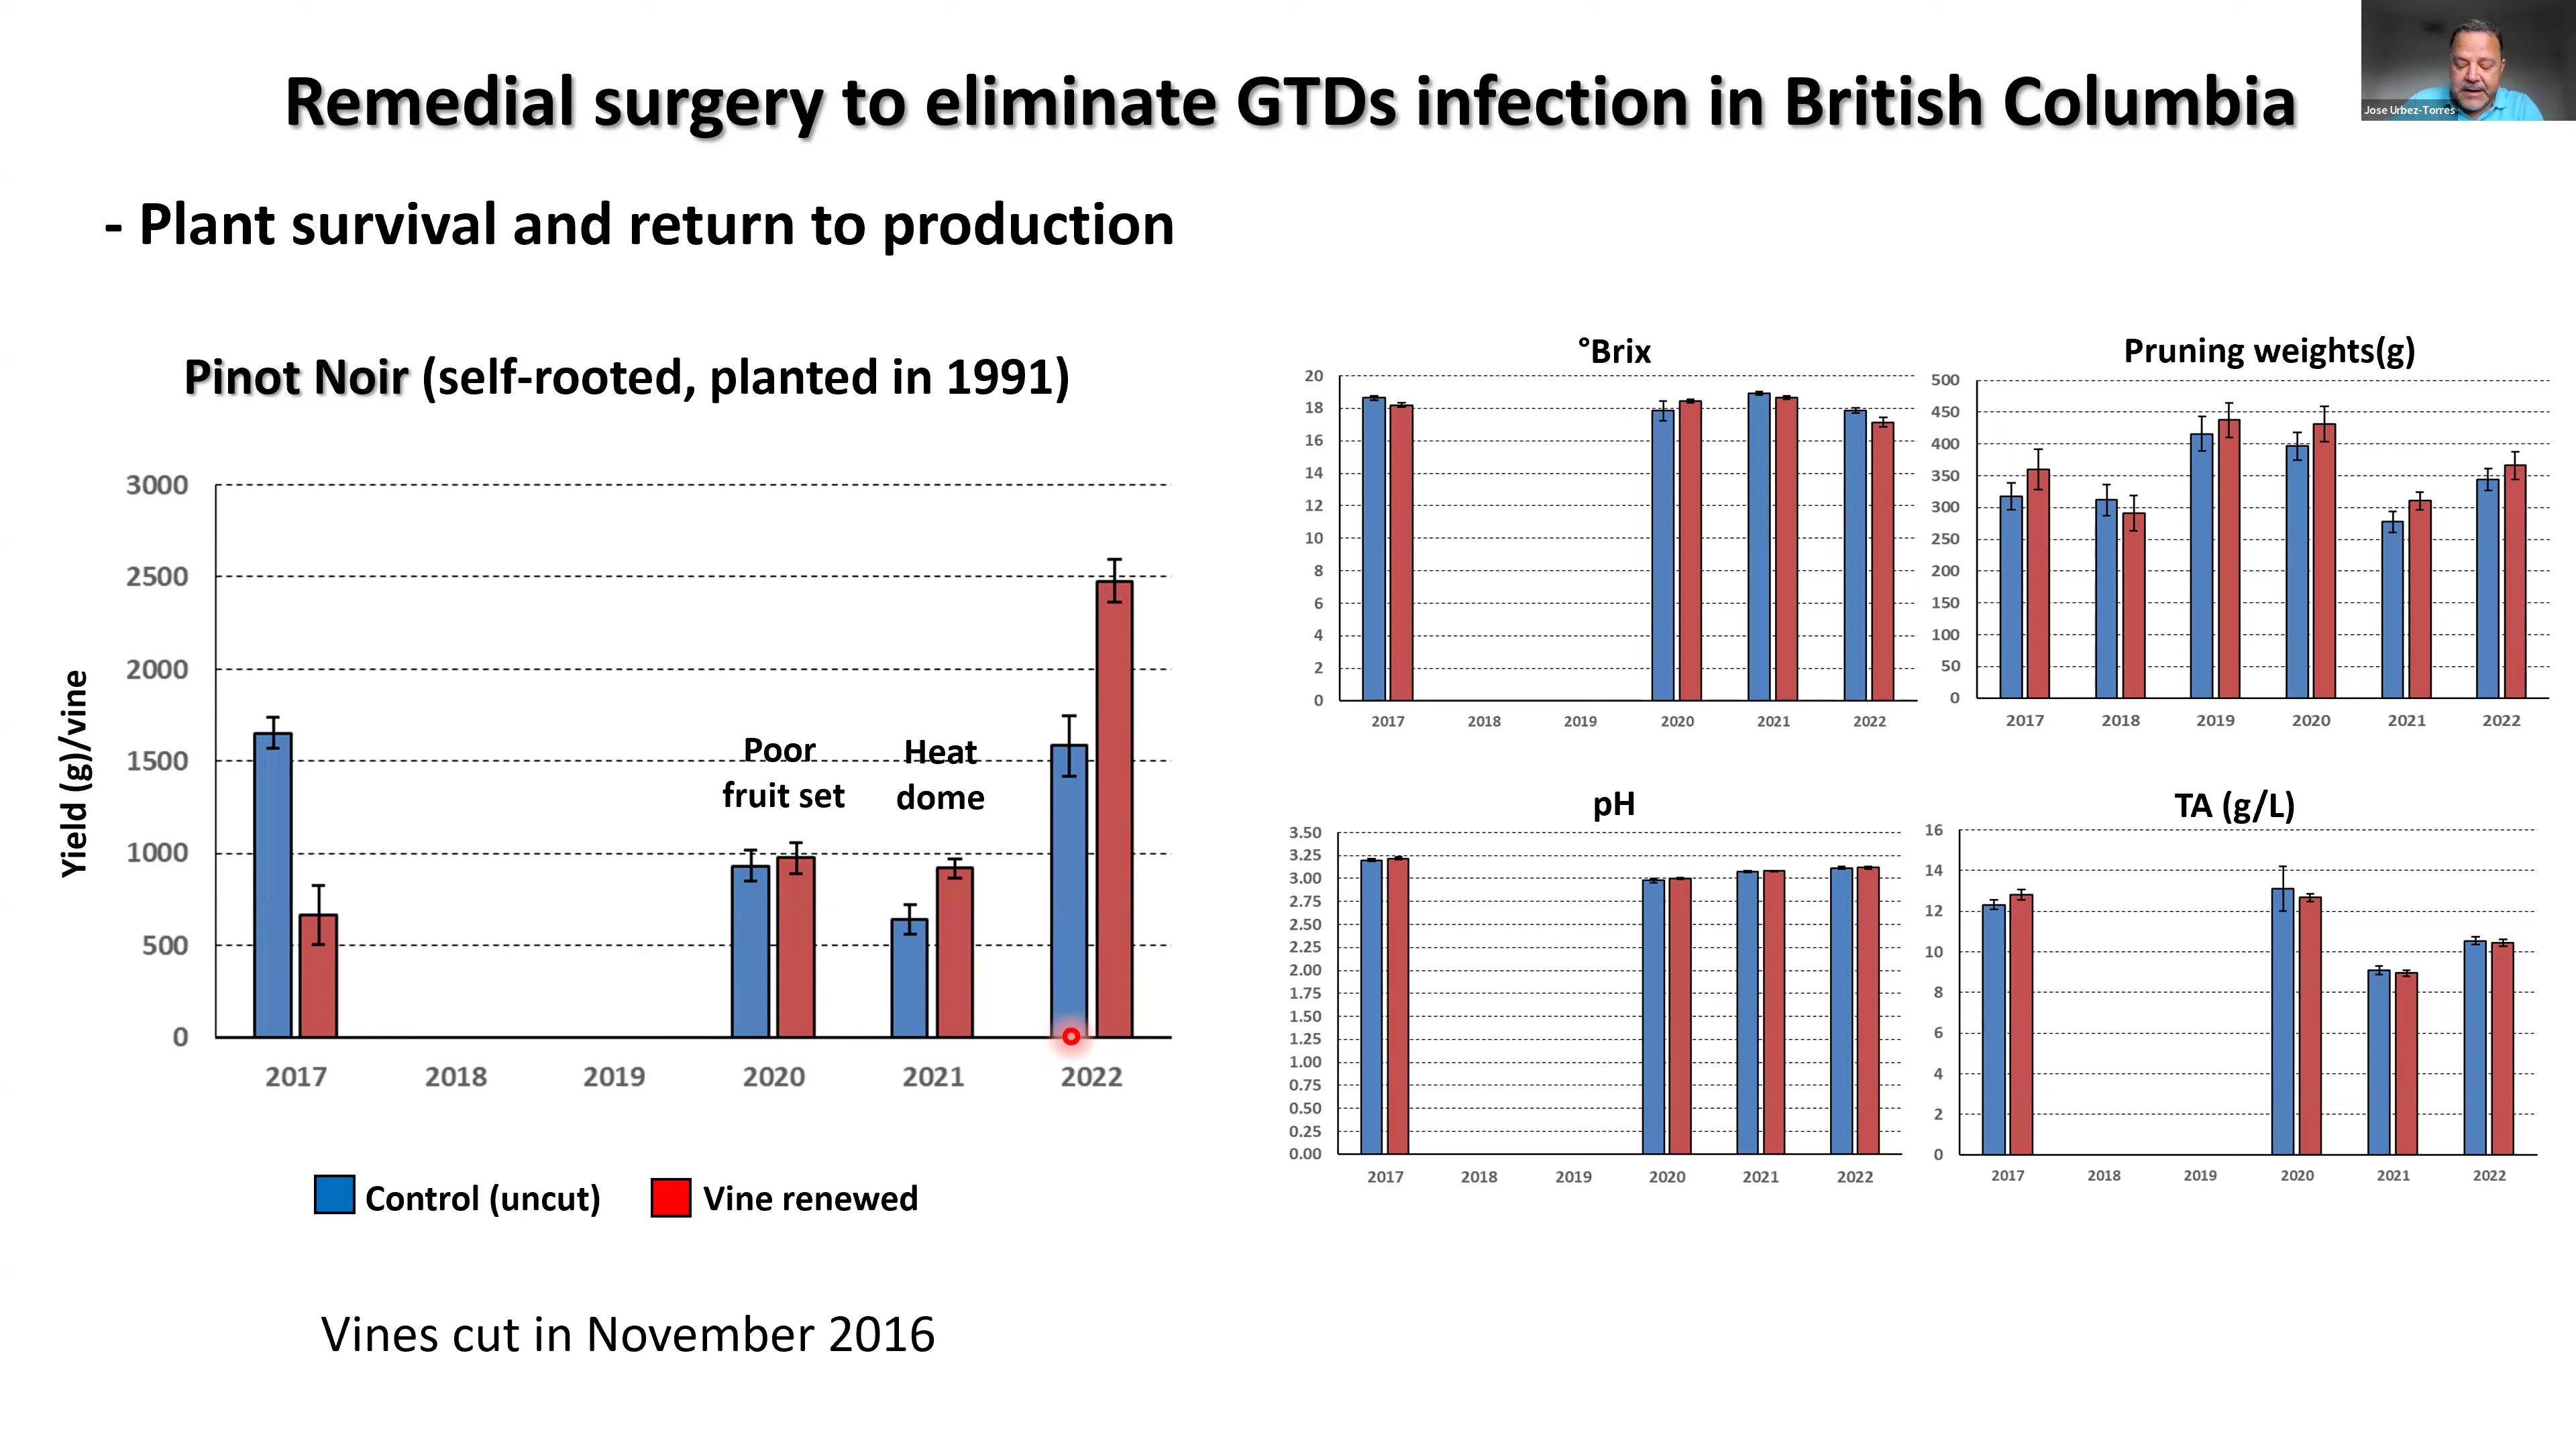 Remedial surgery to eliminate GTDs infection in British Columbia
Jose Urbez-Torres
- Plant survival and return to production
Pinot Noir (self-rooted, planted in 1991)
Yield (g)/vine
3000
2500
2000
1500
1000
500
0
Poor
fruit set
Heat
dome
2017 2018 2019 2020 2021 2022
Control (uncut) Vine renewed
Vines cut in November 2016
°Brix
20
18
16
14
12
10
8
6
4
2
0
2017 2018 2019 2020 2021 2022
Pruning weights(g)
500
450
400
350
300
250
200
150
100
50
0
2017 2018 2019 2020 2021 2022
pH
3.50
3.25
3.00
2.75
2.50
2.25
2.00
1.75
1.50
1.25
1.00
0.75
0.50
0.25
0.00
2017 2018 2019 2020 2021 2022
TA (g/L)
16
14
12
10
8
6
4
2
0
2017 2018 2019 2020 2021 2022